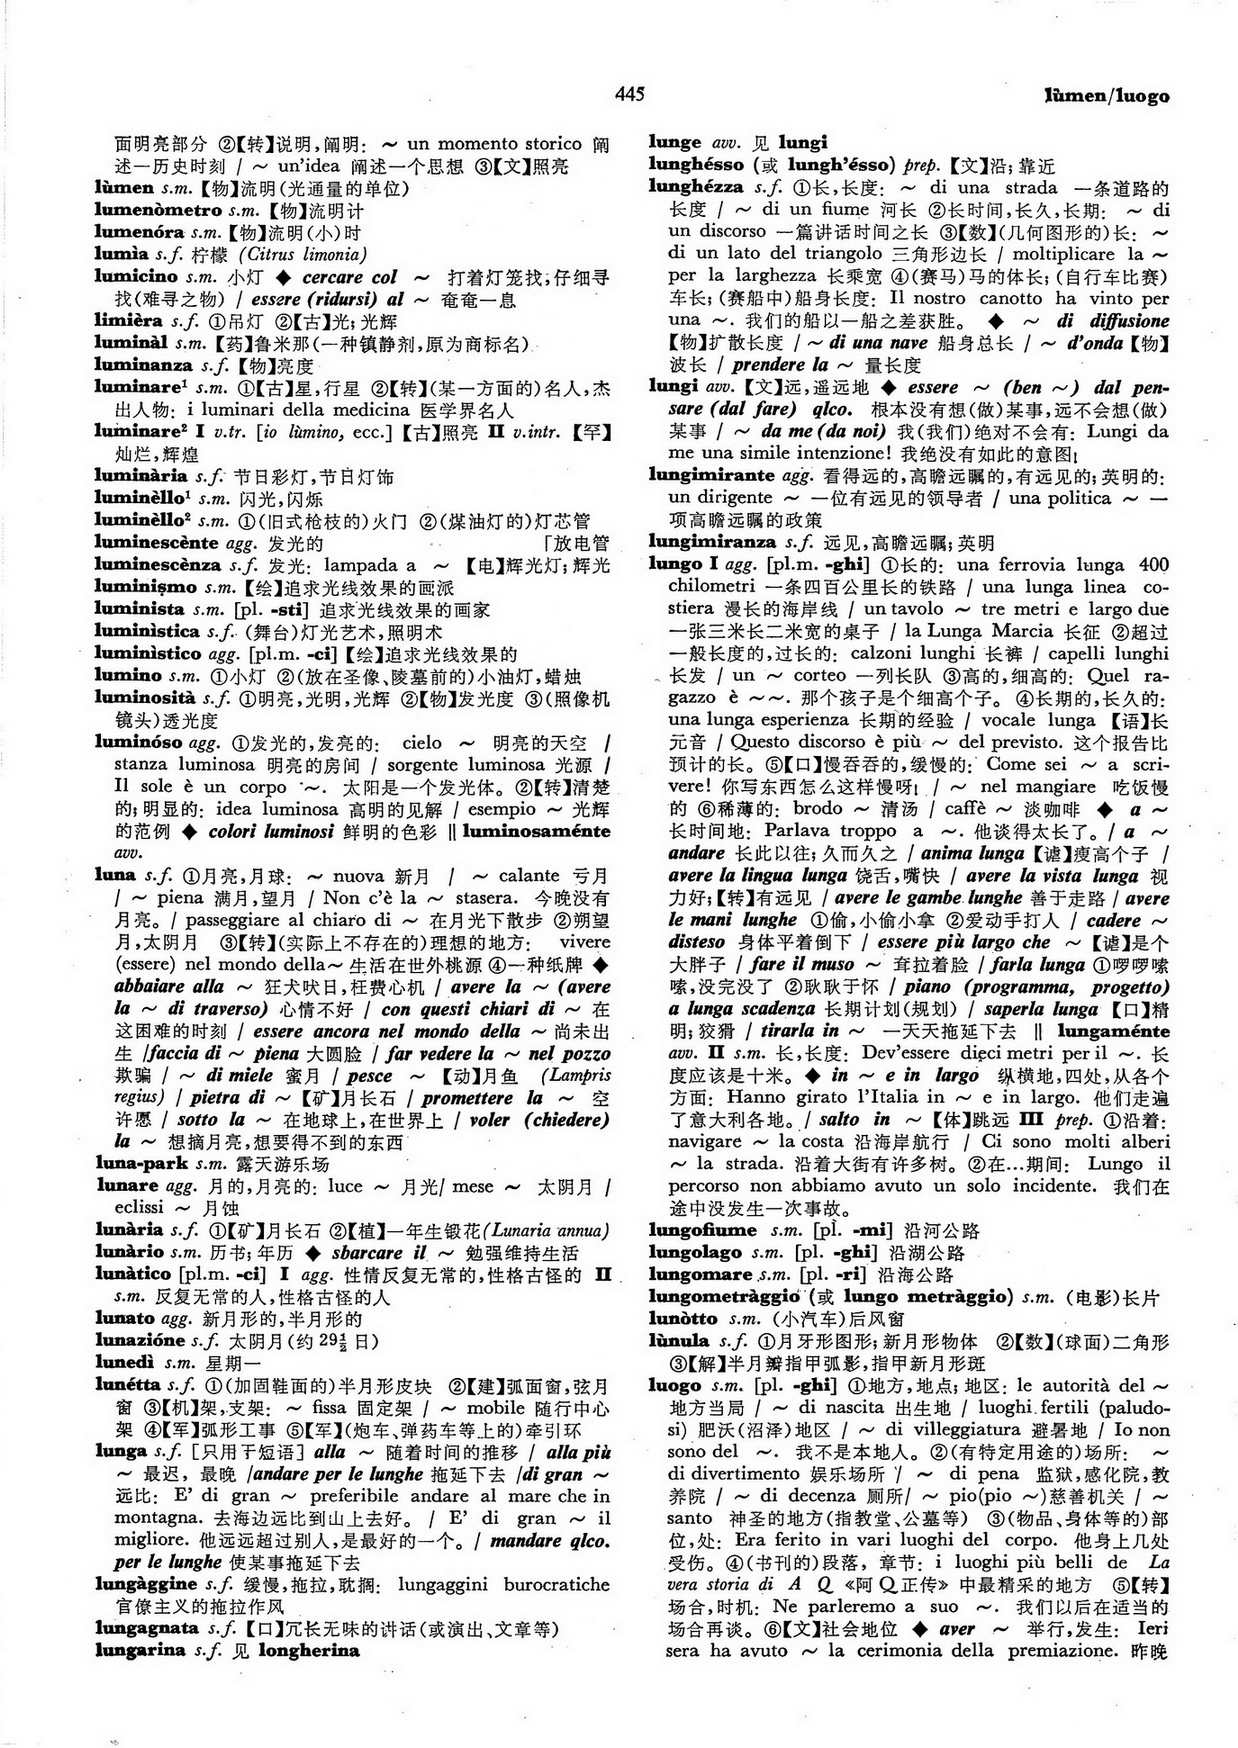 445
lùmen/luogo
面明亮部分 ②【转】说明,阐明: ~ un momento storico 阐
述一历史时刻 / ~ un'idea 阐述一个思想 ③【文】照亮
lùmen s.m. 【物】流明(光通量的单位)
lumenòmetro s.m. 【物】流明计
lumenóra s.m. 【物】流明(小)时
lumìa s.f. 柠檬 (Citrus limonia)
lumicino s.m. 小灯 ◆ cercare col ~ 打着灯笼找;仔细寻
找(难寻之物) / essere (ridursi) al ~ 奄奄一息
limièra s.f. ①吊灯 ②【古】光;光辉
luminàl s.m. 【药】鲁米那(一种镇静剂,原为商标名)
luminanza s.f. 【物】亮度
luminare¹ s.m. ①【古】星,行星 ②【转】(某一方面的)名人,杰
出人物: i luminari della medicina 医学界名人
luminare² I v.tr. [io lùmino, ecc.]【古】照亮 II v.intr. 【罕】
灿烂,辉煌
luminària s.f. 节日彩灯,节日灯饰
luminèllo¹ s.m. 闪光,闪烁
luminèllo² s.m. ①(旧式枪枝的)火门 ②(煤油灯的)灯芯管
luminescènte agg. 发光的 「放电管
luminescènza s.f. 发光: lampada a ~ 【电】辉光灯;辉光
luminismo s.m. 【绘】追求光线效果的画派
luminista s.m. [pl. -sti] 追求光线效果的画家
luminìstica s.f. (舞台)灯光艺术,照明术
luminìstico agg. [pl.m. -ci]【绘】追求光线效果的
lumino s.m. ①小灯 ②(放在圣像、陵墓前的)小油灯,蜡烛
luminosità s.f. ①明亮,光明,光辉 ②【物】发光度 ③(照像机
镜头)透光度
luminóso agg. ①发光的,发亮的: cielo ~ 明亮的天空 /
stanza luminosa 明亮的房间 / sorgente luminosa 光源 /
Il sole è un corpo ~. 太阳是一个发光体。②【转】清楚
的;明显的: idea luminosa 高明的见解 / esempio ~ 光辉
的范例 ◆ colori luminosi 鲜明的色彩 ‖ luminosaménte
avv.
luna s.f. ①月亮,月球: ~ nuova 新月 / ~ calante 亏月
/ ~ piena 满月,望月 / Non c'è la ~ stasera. 今晚没有
月亮。/ passeggiare al chiaro di ~ 在月光下散步 ②朔望
月,太阴月 ③【转】(实际上不存在的)理想的地方: vivere
(essere) nel mondo della~ 生活在世外桃源 ④一种纸牌 ◆
abbaiare alla ~ 狂犬吠日,枉费心机 / avere la ~ (avere
la ~ di traverso) 心情不好 / con questi chiari di ~ 在
这困难的时刻 / essere ancora nel mondo della ~ 尚未出
生 /faccia di ~ piena 大圆脸 / far vedere la ~ nel pozzo
欺骗 / ~ di miele 蜜月 / pesce ~ 【动】月鱼 (Lampris
regius) / pietra di ~ 【矿】月长石 / promettere la ~ 空
许愿 / sotto la ~ 在地球上,在世界上 / voler (chiedere)
la ~ 想摘月亮,想要得不到的东西
luna-park s.m. 露天游乐场
lunare agg. 月的,月亮的: luce ~ 月光/ mese ~ 太阴月 /
eclissi ~ 月蚀
lunària s.f. ①【矿】月长石 ②【植】一年生锻花(Lunaria annua)
lunàrio s.m. 历书;年历 ◆ sbarcare il ~ 勉强维持生活
lunàtico [pl.m. -ci] I agg. 性情反复无常的,性格古怪的 II
s.m. 反复无常的人,性格古怪的人
lunato agg. 新月形的,半月形的
lunazióne s.f. 太阴月(约 29½ 日)
lunedì s.m. 星期一
lunétta s.f. ①(加固鞋面的)半月形皮块 ②【建】弧面窗,弦月
窗 ③【机】架,支架: ~ fissa 固定架 / ~ mobile 随行中心
架 ④【军】弧形工事 ⑤【军】(炮车、弹药车等上的)牵引环
lunga s.f. [只用于短语] alla ~ 随着时间的推移 / alla più
~ 最迟, 最晚 /andare per le lunghe 拖延下去 /di gran ~
远比: E' di gran ~ preferibile andare al mare che in
montagna. 去海边远比到山上去好。 / E' di gran ~ il
migliore. 他远远超过别人,是最好的一个。/ mandare qlco.
per le lunghe 使某事拖延下去
lungàggine s.f. 缓慢,拖拉,耽搁: lungaggini burocratiche
官僚主义的拖拉作风
lungagnata s.f. 【口】冗长无味的讲话(或演出、文章等)
lungarina s.f. 见 longherina
lunge avv. 见 lungi
lunghésso (或 lungh'ésso) prep. 【文】沿;靠近
lunghézza s.f. ①长,长度: ~ di una strada 一条道路的
长度 / ~ di un fiume 河长 ②长时间,长久,长期: ~ di
un discorso 一篇讲话时间之长 ③【数】(几何图形的)长: ~
di un lato del triangolo 三角形边长 / moltiplicare la ~
per la larghezza 长乘宽 ④(赛马)马的体长;(自行车比赛)
车长;(赛船中)船身长度: Il nostro canotto ha vinto per
una ~. 我们的船以一船之差获胜。 ◆ ~ di diffusione
【物】扩散长度 / ~ di una nave 船身总长 / ~ d'onda【物】
波长 / prendere la ~ 量长度
lungi avv. 【文】远,遥远地 ◆ essere ~ (ben ~) dal pen-
sare (dal fare) qlco. 根本没有想(做)某事,远不会想(做)
某事 / ~ da me (da noi) 我(我们)绝对不会有: Lungi da
me una simile intenzione! 我绝没有如此的意图!
lungimirante agg. 看得远的,高瞻远瞩的,有远见的;英明的:
un dirigente ~ 一位有远见的领导者 / una politica ~ 一
项高瞻远瞩的政策
lungimiranza s.f. 远见,高瞻远瞩;英明
lungo I agg. [pl.m. -ghi] ①长的: una ferrovia lunga 400
chilometri 一条四百公里长的铁路 / una lunga linea co-
stiera 漫长的海岸线 / un tavolo ~ tre metri e largo due
一张三米长二米宽的桌子 / la Lunga Marcia 长征 ②超过
一般长度的,过长的: calzoni lunghi 长裤 / capelli lunghi
长发 / un ~ corteo 一列长队 ③高的,细高的: Quel ra-
gazzo è ~~. 那个孩子是个细高个子。 ④长期的,长久的:
una lunga esperienza 长期的经验 / vocale lunga 【语】长
元音 / Questo discorso è più ~ del previsto. 这个报告比
预计的长。⑤【口】慢吞吞的,缓慢的: Come sei ~ a scri-
vere! 你写东西怎么这样慢呀! / ~ nel mangiare 吃饭慢
的 ⑥稀薄的: brodo ~ 清汤 / caffè ~ 淡咖啡 ◆ a ~
长时间地: Parlava troppo a ~. 他谈得太长了。/ a ~
andare 长此以往;久而久之 / anima lunga【谑】瘦高个子 /
avere la lingua lunga 饶舌,嘴快 / avere la vista lunga 视
力好;【转】有远见 / avere le gambe lunghe 善于走路 / avere
le mani lunghe ①偷,小偷小拿 ②爱动手打人 / cadere ~
disteso 身体平着倒下 / essere più largo che ~ 【谑】是个
大胖子 / fare il muso ~ 耷拉着脸 / farla lunga ①啰啰嗦
嗦,没完没了 ②耿耿于怀 / piano (programma, progetto)
a lunga scadenza 长期计划(规划) / saperla lunga 【口】精
明;狡猾 / tirarla in ~ 一天天拖延下去 ‖ lungaménte
avv. II s.m. 长,长度: Dev'essere dieci metri per il ~. 长
度应该是十米。◆ in ~ e in largo 纵横地,四处,从各个
方面: Hanno girato l'Italia in ~ e in largo. 他们走遍
了意大利各地。/ salto in ~ 【体】跳远 III prep. ①沿着:
navigare ~ la costa 沿海岸航行 / Ci sono molti alberi
~ la strada. 沿着大街有许多树。②在…期间: Lungo il
percorso non abbiamo avuto un solo incidente. 我们在
途中没发生一次事故。
lungofiume s.m. [pl. -mi] 沿河公路
lungolago s.m. [pl. -ghi] 沿湖公路
lungomare s.m. [pl. -ri] 沿海公路
lungometràggio (或 lungo metràggio) s.m. (电影)长片
lunòtto s.m. (小汽车)后风窗
lùnula s.f. ①月牙形图形;新月形物体 ②【数】(球面)二角形
③【解】半月瓣指甲弧影,指甲新月形斑
luogo s.m. [pl. -ghi] ①地方,地点;地区: le autorità del ~
地方当局 / ~ di nascita 出生地 / luoghi fertili (paludo-
si) 肥沃(沼泽)地区 / ~ di villeggiatura 避暑地 / Io non
sono del ~. 我不是本地人。②(有特定用途的)场所: ~
di divertimento 娱乐场所 / ~ di pena 监狱,感化院,教
养院 / ~ di decenza 厕所/ ~ pio(pio ~)慈善机关 / ~
santo 神圣的地方(指教堂、公墓等) ③(物品、身体等的)部
位,处: Era ferito in vari luoghi del corpo. 他身上几处
受伤。④(书刊的)段落, 章节: i luoghi più belli de La
vera storia di A Q 《阿Q正传》中最精采的地方 ⑤【转】
场合,时机: Ne parleremo a suo ~. 我们以后在适当的
场合再谈。⑥【文】社会地位 ◆ aver ~ 举行,发生: Ieri
sera ha avuto ~ la cerimonia della premiazione. 昨晚